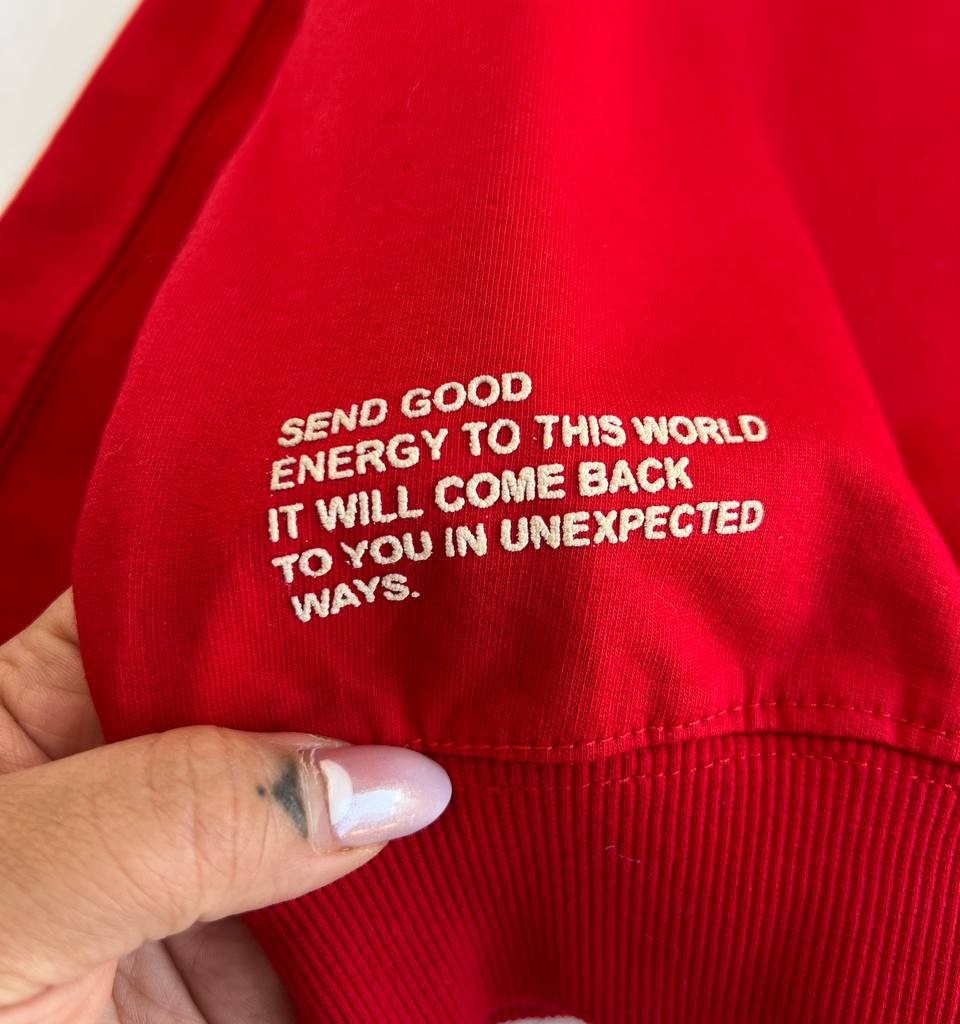 SEND GOOD
ENERGY TO THIS WORLD
IT WILL COME BACK
TO YOU IN UNEXPECTED
WAYS.